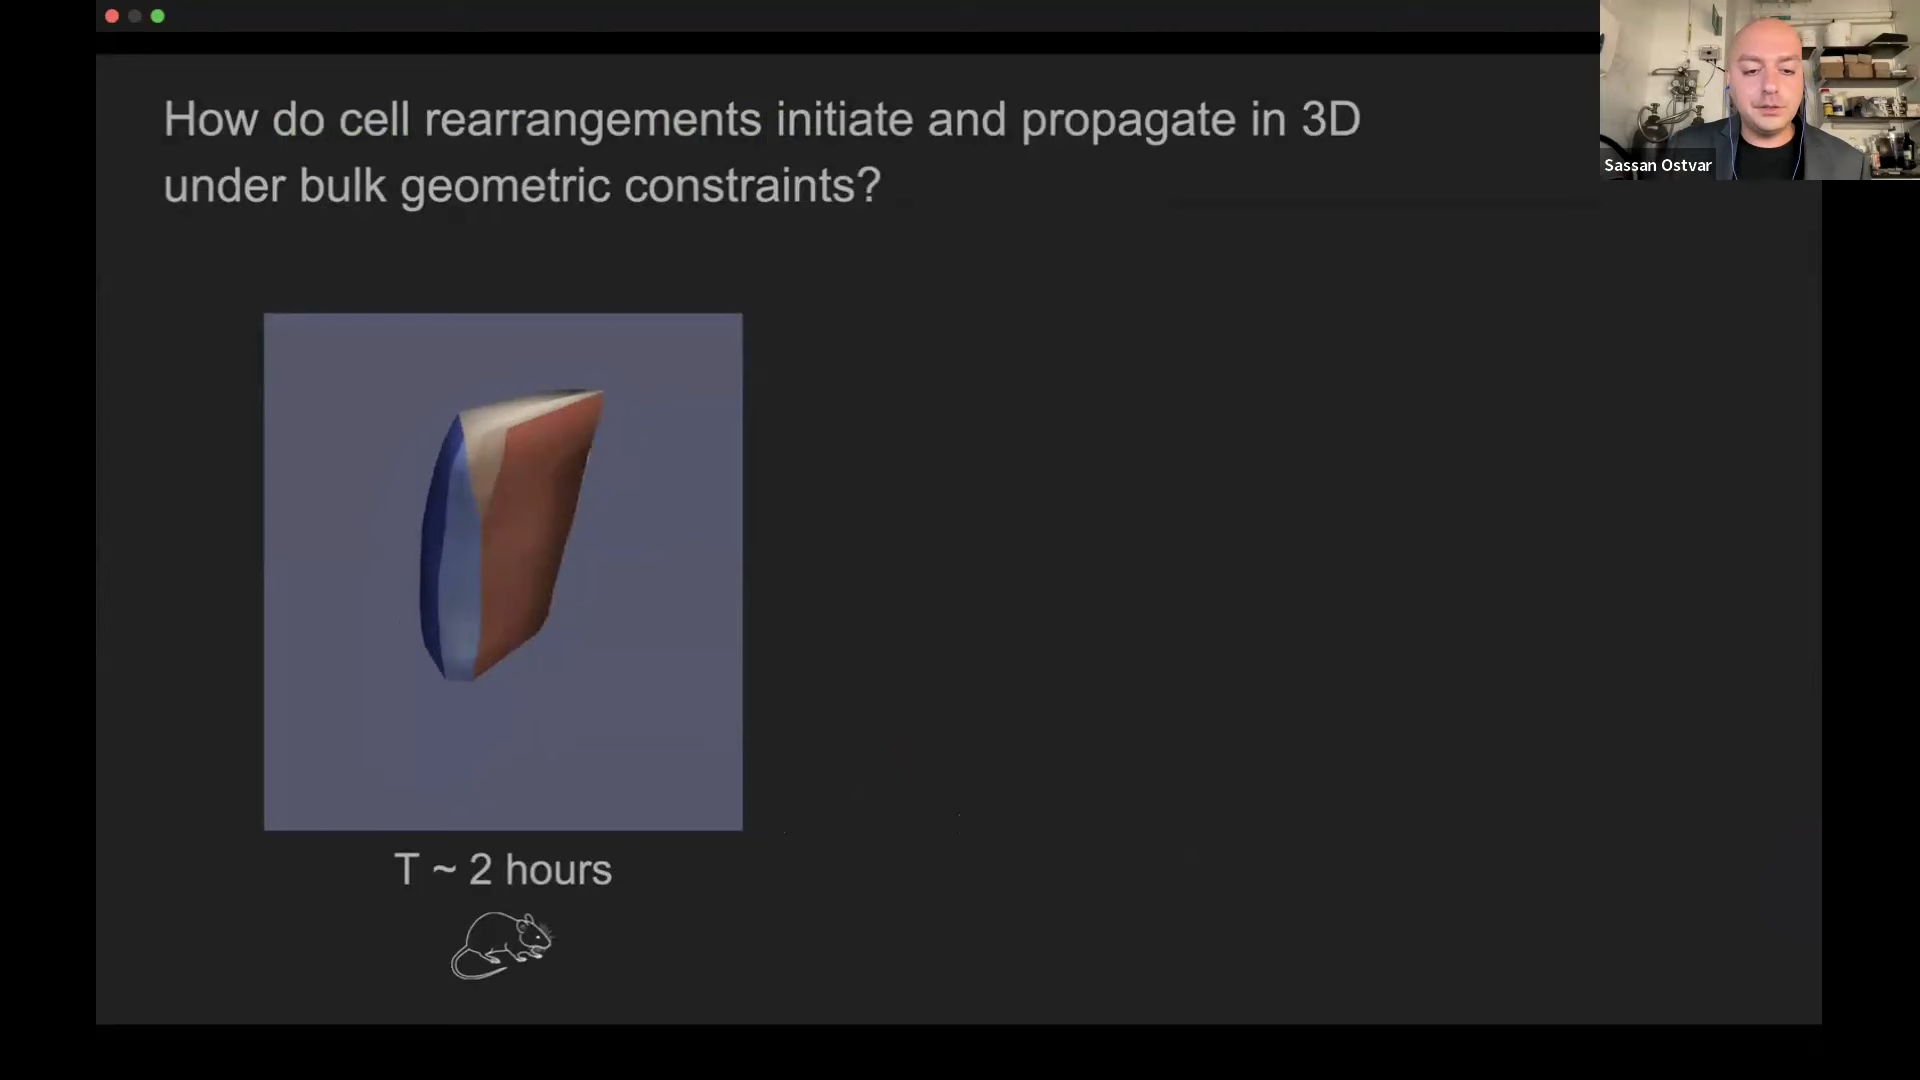 How do cell rearrangements initiate and propagate in 3D
under bulk geometric constraints?
Sassan Ostvar
T ~ 2 hours